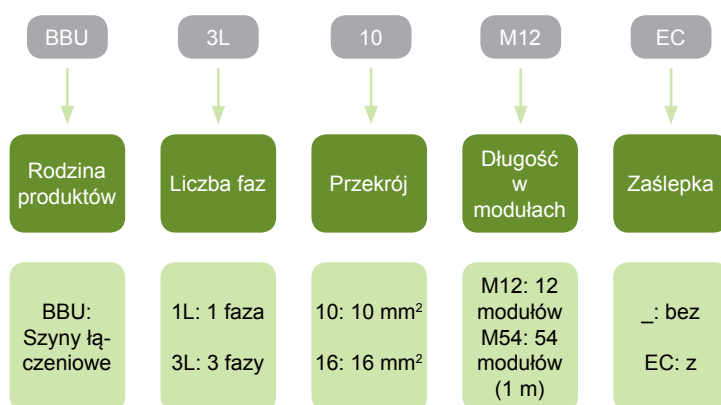 BBU 3L 10 M12 EC
Rodzina
produktów
Liczba faz
Przekrój
Długość
w
modułach
Zaślepka
BBU:
Szyny łą-
czeniowe
1L: 1 faza
3L: 3 fazy
10: 10 mm²
16: 16 mm²
M12: 12
modułów
M54: 54
modułów
(1 m)
_: bez
EC: z